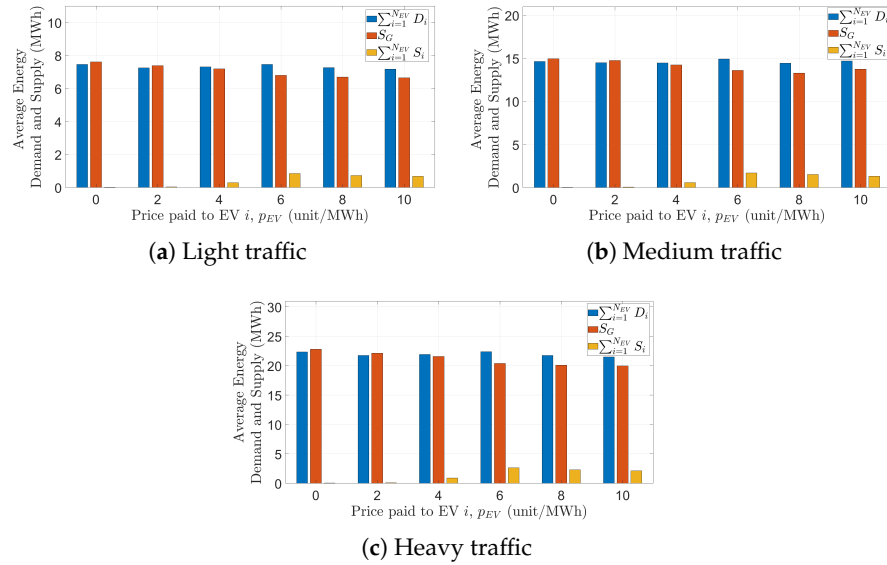 Average Energy
Demand and Supply (MWh)
10
8
6
4
2
0
∑_{i=1}^{N_{EV}} D_i
S_G
∑_{i=1}^{N_{EV}} S_i
0 2 4 6 8 10
Price paid to EV i, p_{EV} (unit/MWh)
(a) Light traffic
Average Energy
Demand and Supply (MWh)
20
15
10
5
0
∑_{i=1}^{N_{EV}} D_i
S_G
∑_{i=1}^{N_{EV}} S_i
0 2 4 6 8 10
Price paid to EV i, p_{EV} (unit/MWh)
(b) Medium traffic
Average Energy
Demand and Supply (MWh)
30
25
20
15
10
5
0
∑_{i=1}^{N_{EV}} D_i
S_G
∑_{i=1}^{N_{EV}} S_i
0 2 4 6 8 10
Price paid to EV i, p_{EV} (unit/MWh)
(c) Heavy traffic